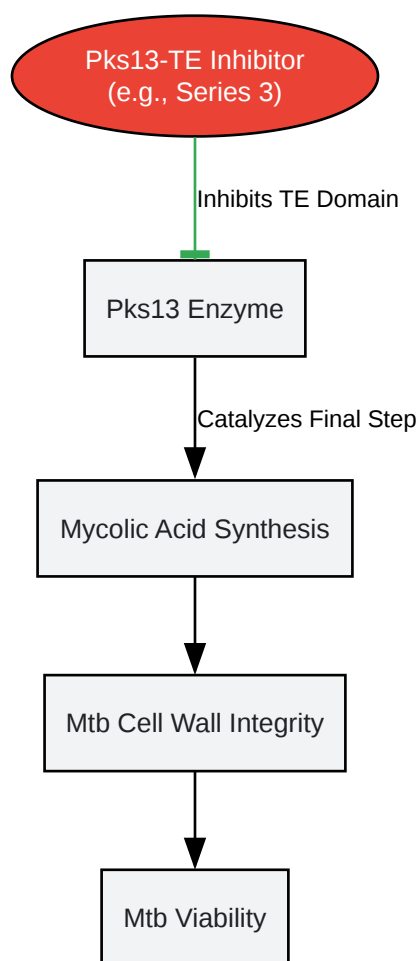 Pks13-TE Inhibitor
(e.g., Series 3)
Inhibits TE Domain
Pks13 Enzyme
Catalyzes Final Step
Mycolic Acid Synthesis
Mtb Cell Wall Integrity
Mtb Viability